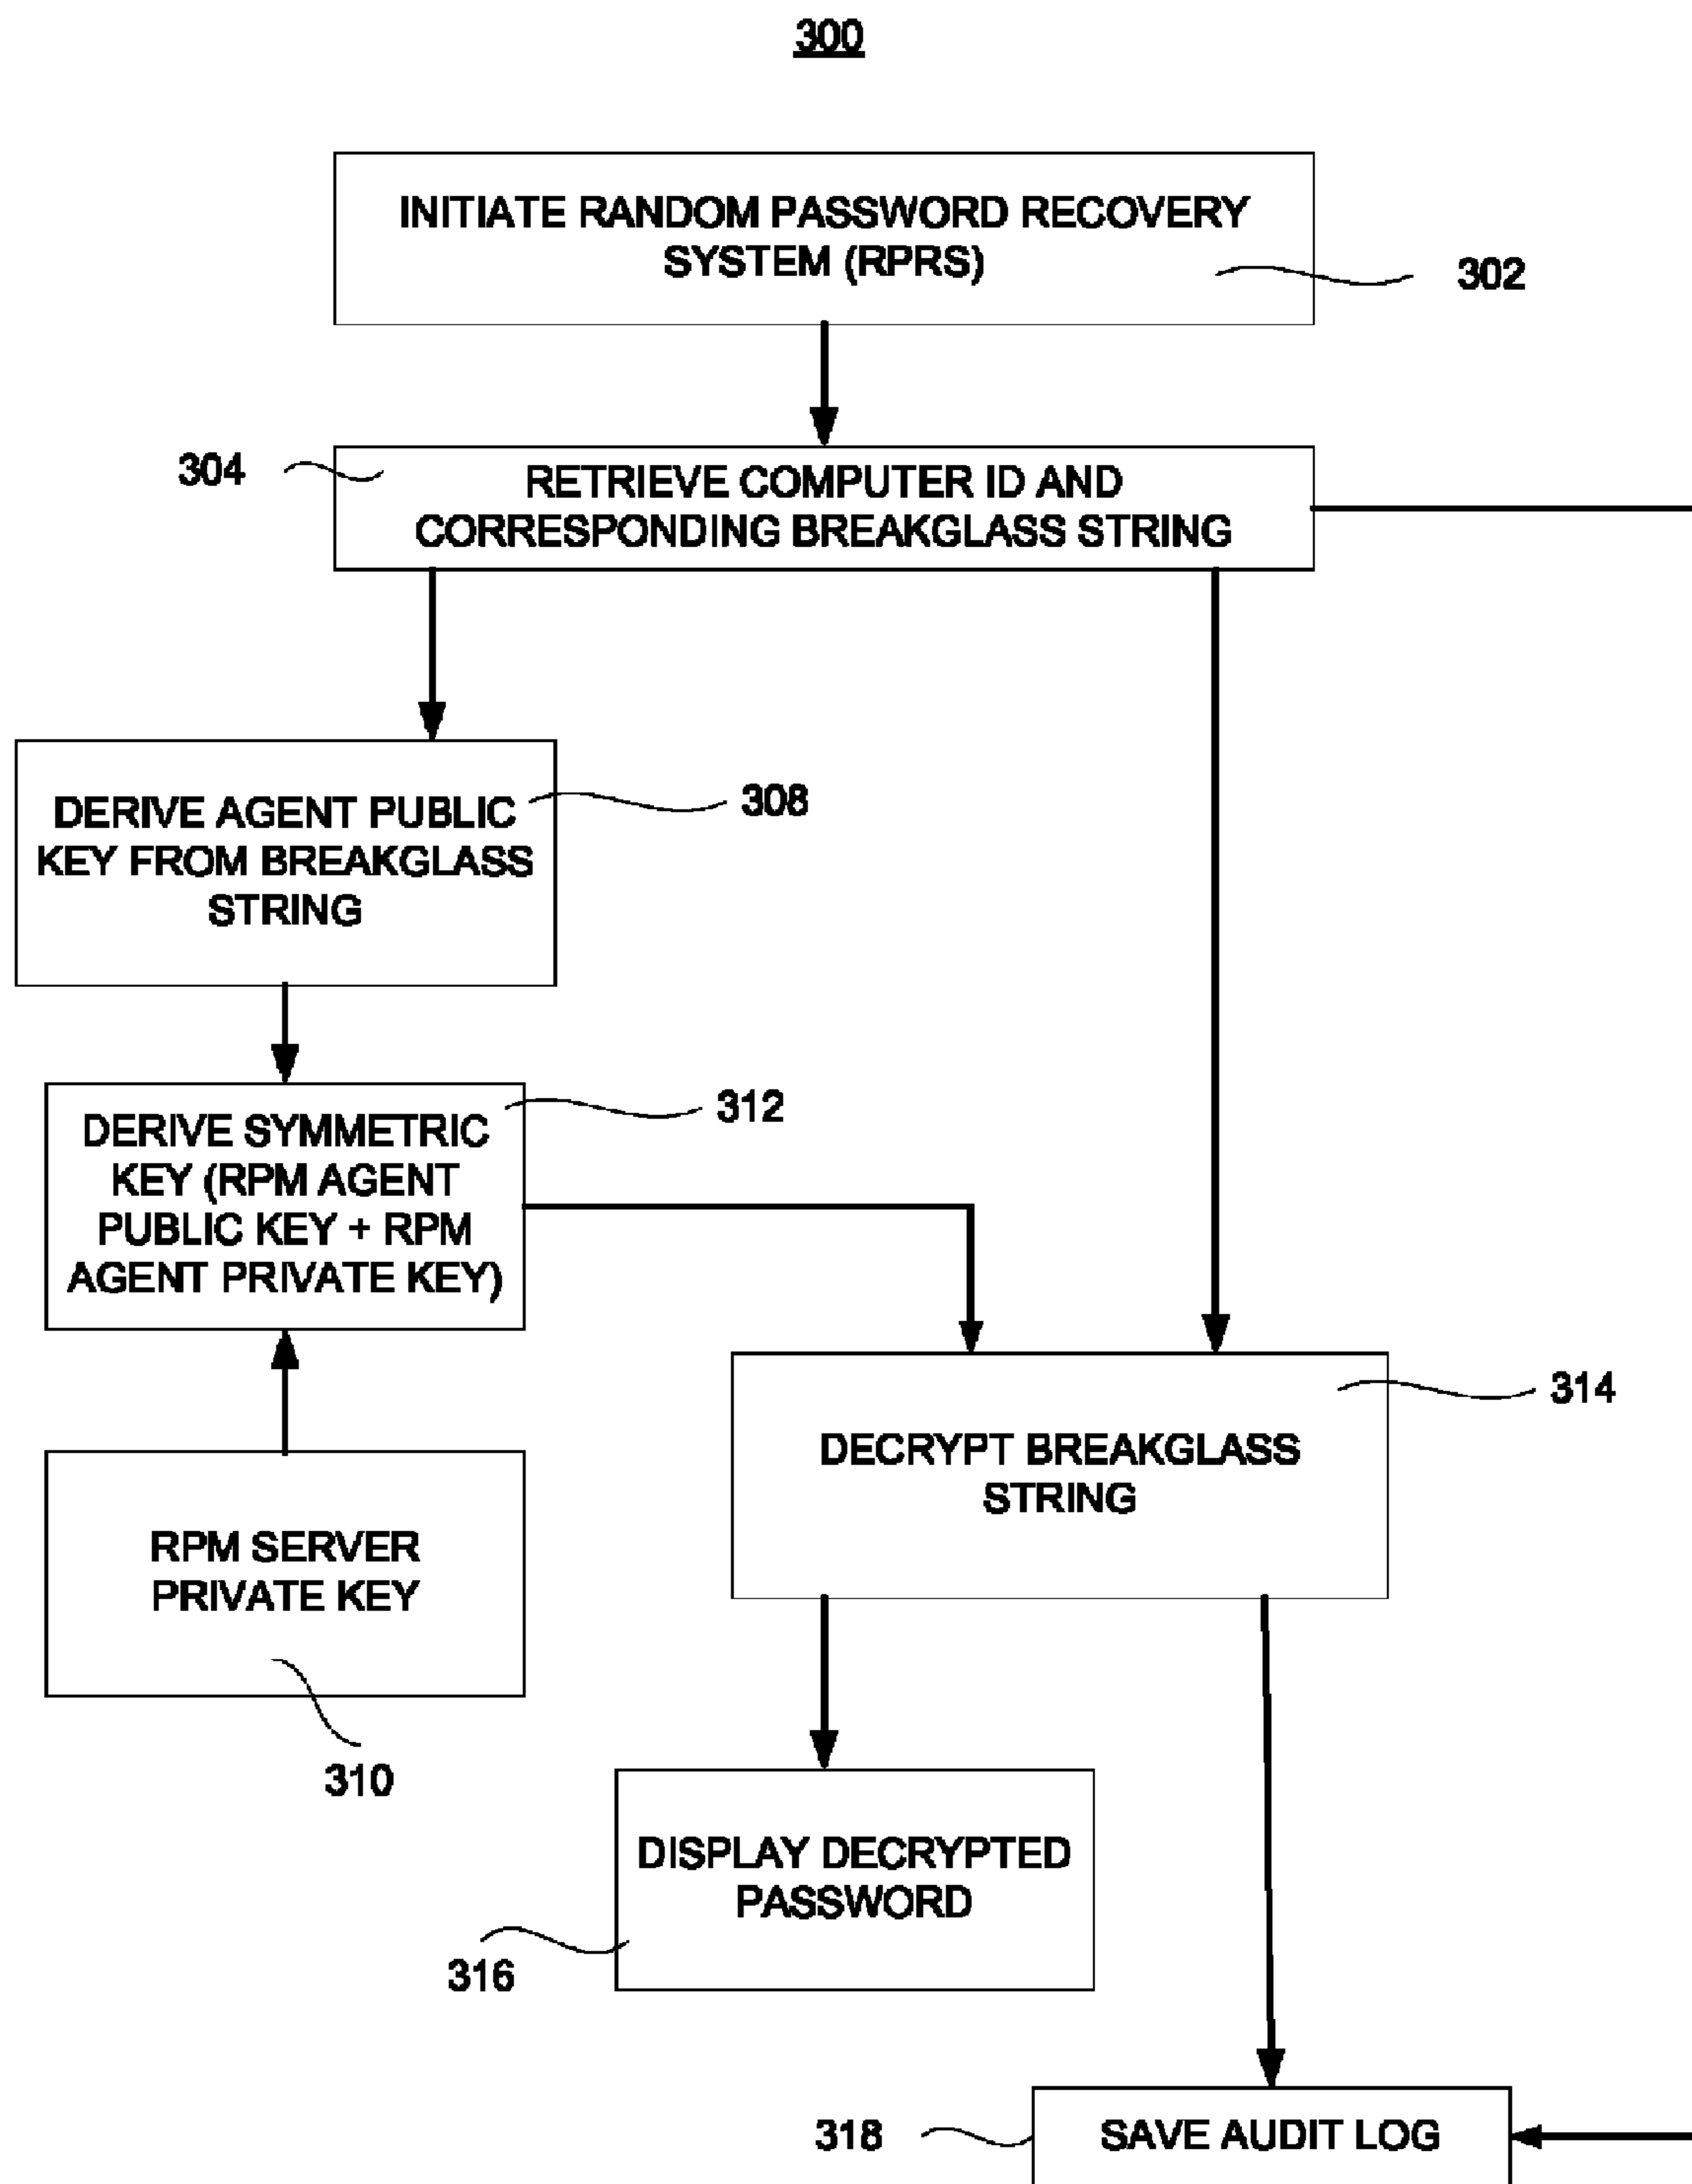 300
INITIATE RANDOM PASSWORD RECOVERY
SYSTEM (RPRS)
302
304
RETRIEVE COMPUTER ID AND
CORRESPONDING BREAKGLASS STRING
DERIVE AGENT PUBLIC
KEY FROM BREAKGLASS
STRING
308
DERIVE SYMMETRIC
KEY (RPM AGENT
PUBLIC KEY + RPM
AGENT PRIVATE KEY)
312
314
DECRYPT BREAKGLASS
STRING
RPM SERVER
PRIVATE KEY
310
DISPLAY DECRYPTED
PASSWORD
316
318
SAVE AUDIT LOG